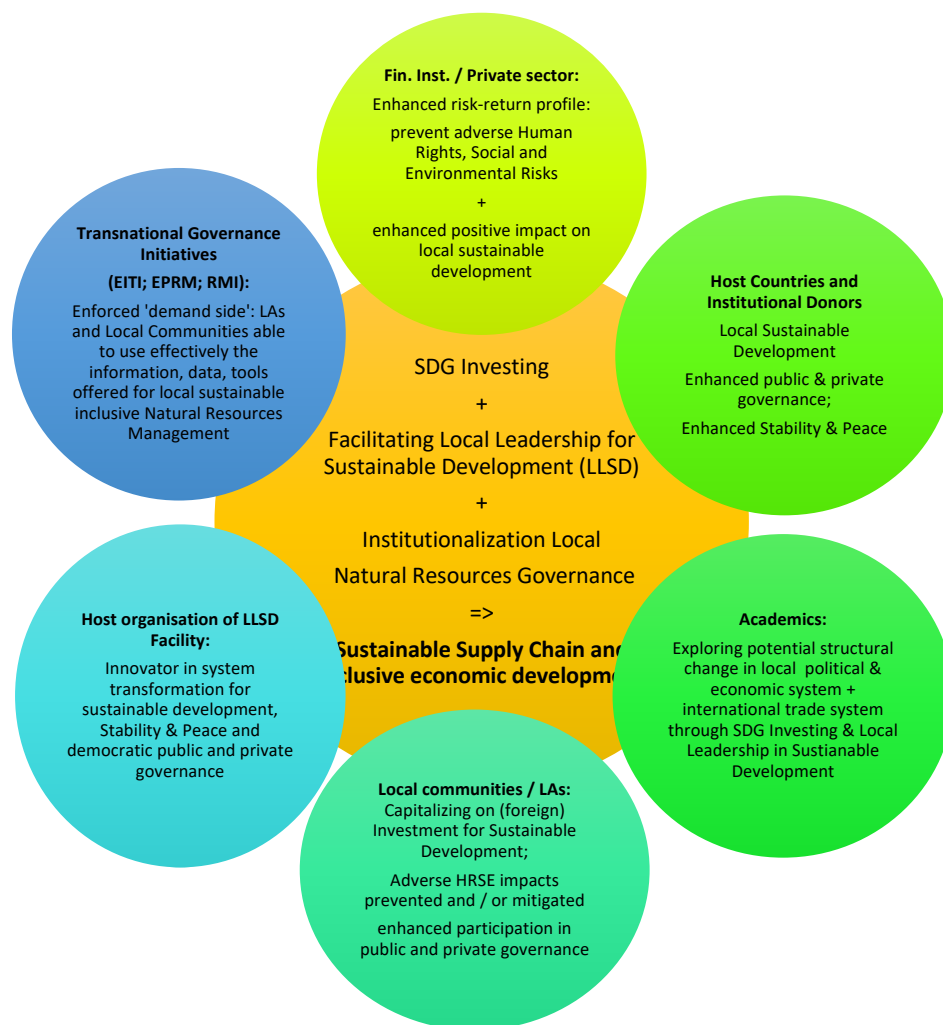 Fin. Inst. / Private sector:
Enhanced risk-return profile:
prevent adverse Human
Rights, Social and
Environmental Risks
+
enhanced positive impact on
local sustainable
development
Transnational Governance
Initiatives
(EITI; EPRM; RMI):
Enforced 'demand side': LAs
and Local Communities able
to use effectively the
information, data, tools
offered for local sustainable
inclusive Natural Resources
Management
Host Countries and
Institutional Donors
Local Sustainable
Development
Enhanced public & private
governance;
Enhanced Stability & Peace
SDG Investing
+
Facilitating Local Leadership for
Sustainable Development (LLSD)
+
Institutionalization Local
Natural Resources Governance
=>
Sustainable Supply Chain and
clusive economic developme
Host organisation of LLSD
Facility:
Innovator in system
transformation for
sustainable development,
Stability & Peace and
democratic public and private
governance
Academics:
Exploring potential structural
change in local political &
economic system +
international trade system
through SDG Investing & Local
Leadership in Sustianable
Development
Local communities / LAs:
Capitalizing on (foreign)
Investment for Sustainable
Development;
Adverse HRSE impacts
prevented and / or mitigated
enhanced participation in
public and private governance